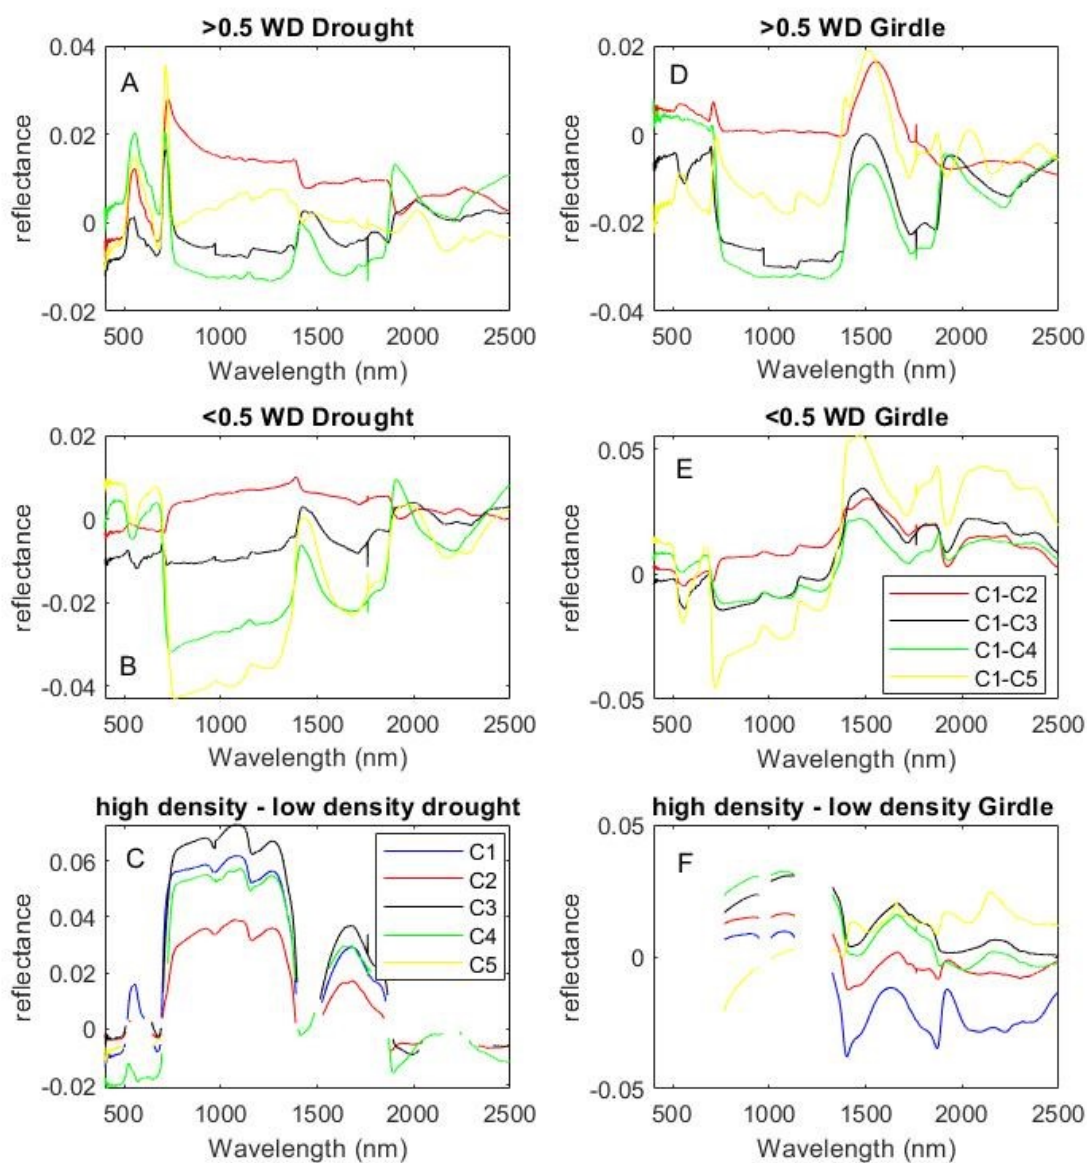 >0.5 WD Drought
A
0.04
0.02
0
-0.02
reflectance
500 1000 1500 2000 2500
Wavelength (nm)
>0.5 WD Girdle
D
0.02
0
-0.02
-0.04
reflectance
500 1000 1500 2000 2500
Wavelength (nm)
<0.5 WD Drought
B
0.02
0
-0.02
-0.04
reflectance
500 1000 1500 2000 2500
Wavelength (nm)
<0.5 WD Girdle
E
0.05
0
-0.05
reflectance
C1-C2
C1-C3
C1-C4
C1-C5
500 1000 1500 2000 2500
Wavelength (nm)
high density - low density drought
C
0.06
0.04
0.02
0
-0.02
reflectance
C1
C2
C3
C4
C5
500 1000 1500 2000 2500
Wavelength (nm)
high density - low density Girdle
F
0.05
0
-0.05
reflectance
500 1000 1500 2000 2500
Wavelength (nm)